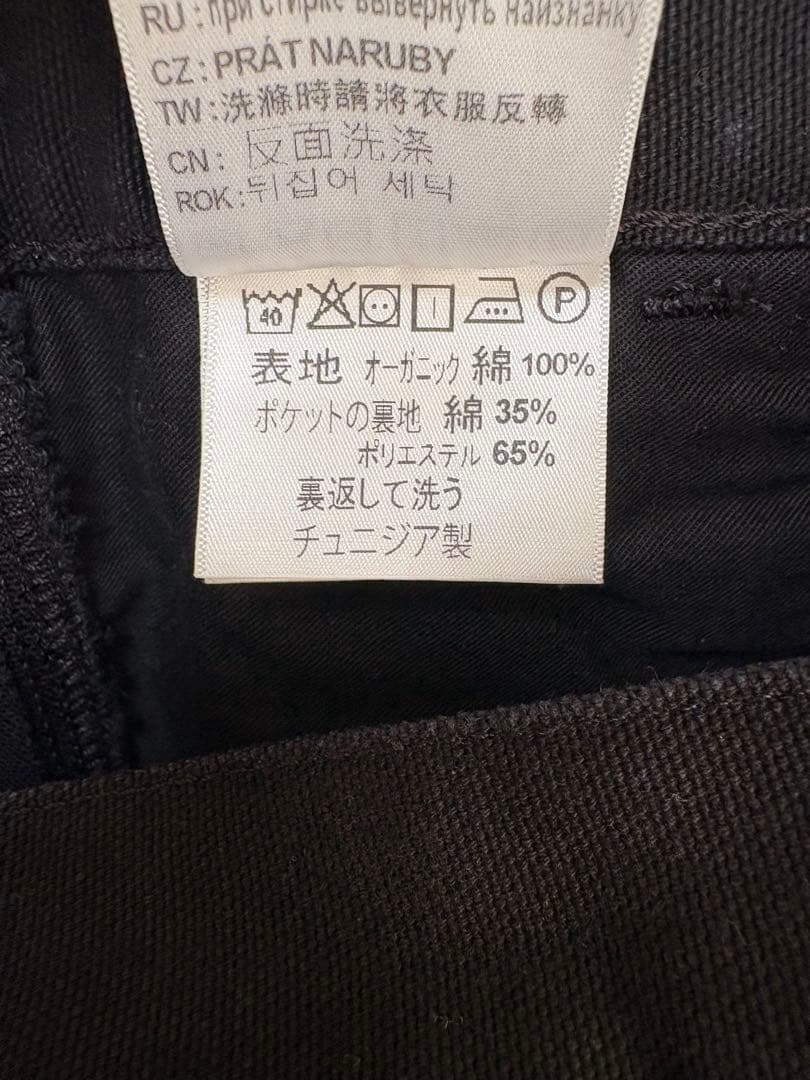 RU : при стирке вывернуть наизнанку
CZ : PRÁT NARUBY
TW : 洗滌時請將衣服反轉
CN : 反面洗涤
ROK : 뒤집어 세탁
40 P
表地 オーガニック 綿 100%
ポケットの裏地 綿 35%
ポリエステル 65%
裏返して洗う
チュニジア製